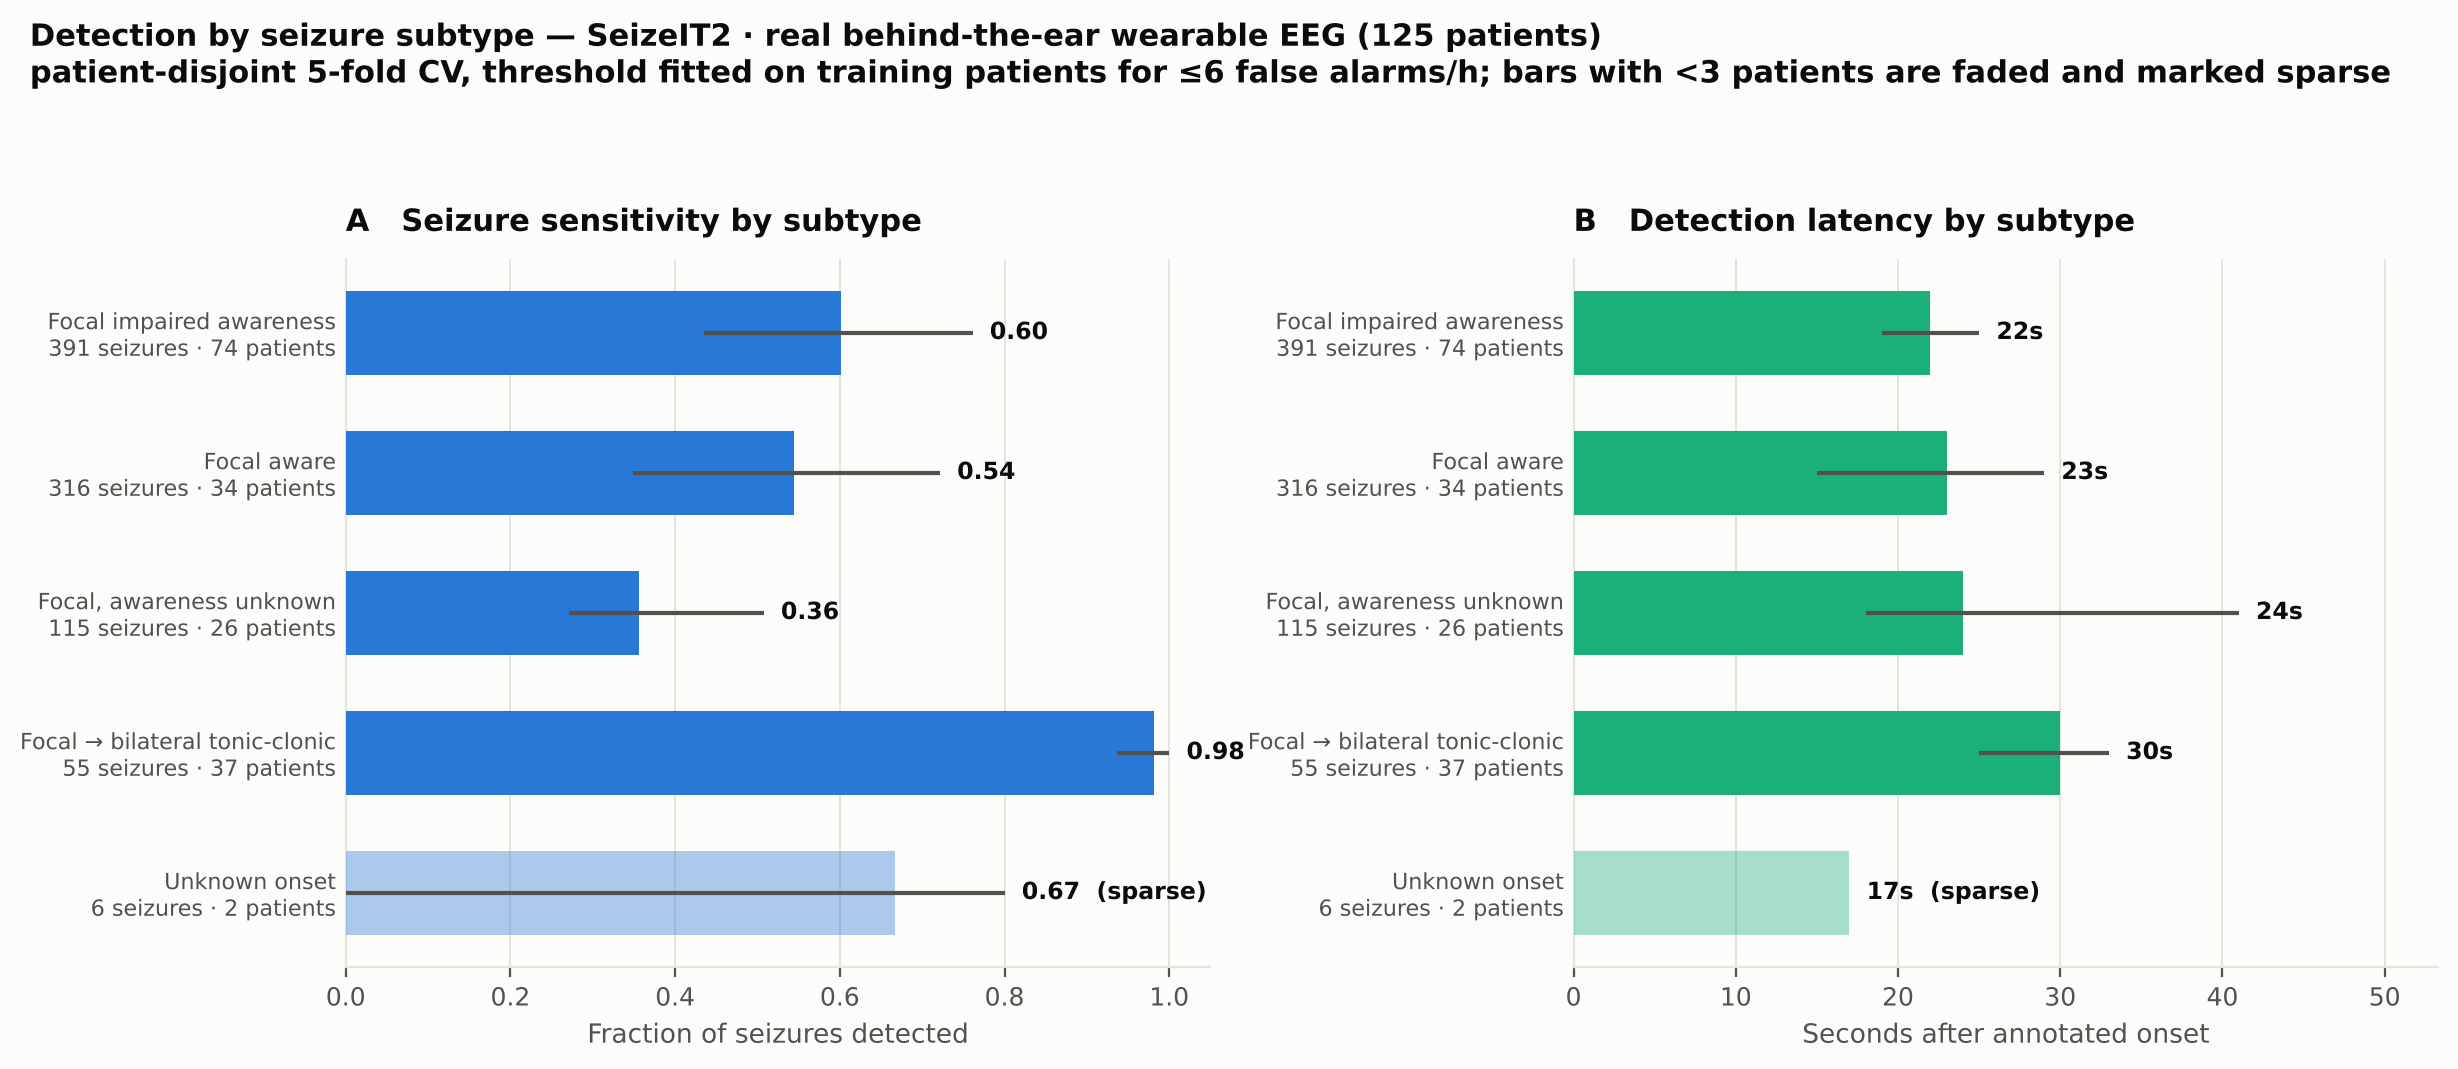 Detection by seizure subtype — SeizeIT2 · real behind-the-ear wearable EEG (125 patients)
patient-disjoint 5-fold CV, threshold fitted on training patients for ≤6 false alarms/h; bars with <3 patients are faded and marked sparse
A Seizure sensitivity by subtype
Focal impaired awareness
391 seizures · 74 patients
0.60
Focal aware
316 seizures · 34 patients
0.54
Focal, awareness unknown
115 seizures · 26 patients
0.36
Focal → bilateral tonic-clonic
55 seizures · 37 patients
0.98
Unknown onset
6 seizures · 2 patients
0.67 (sparse)
0.0 0.2 0.4 0.6 0.8 1.0
Fraction of seizures detected
B Detection latency by subtype
Focal impaired awareness
391 seizures · 74 patients
22s
Focal aware
316 seizures · 34 patients
23s
Focal, awareness unknown
115 seizures · 26 patients
24s
Focal → bilateral tonic-clonic
55 seizures · 37 patients
30s
Unknown onset
6 seizures · 2 patients
17s (sparse)
0 10 20 30 40 50
Seconds after annotated onset